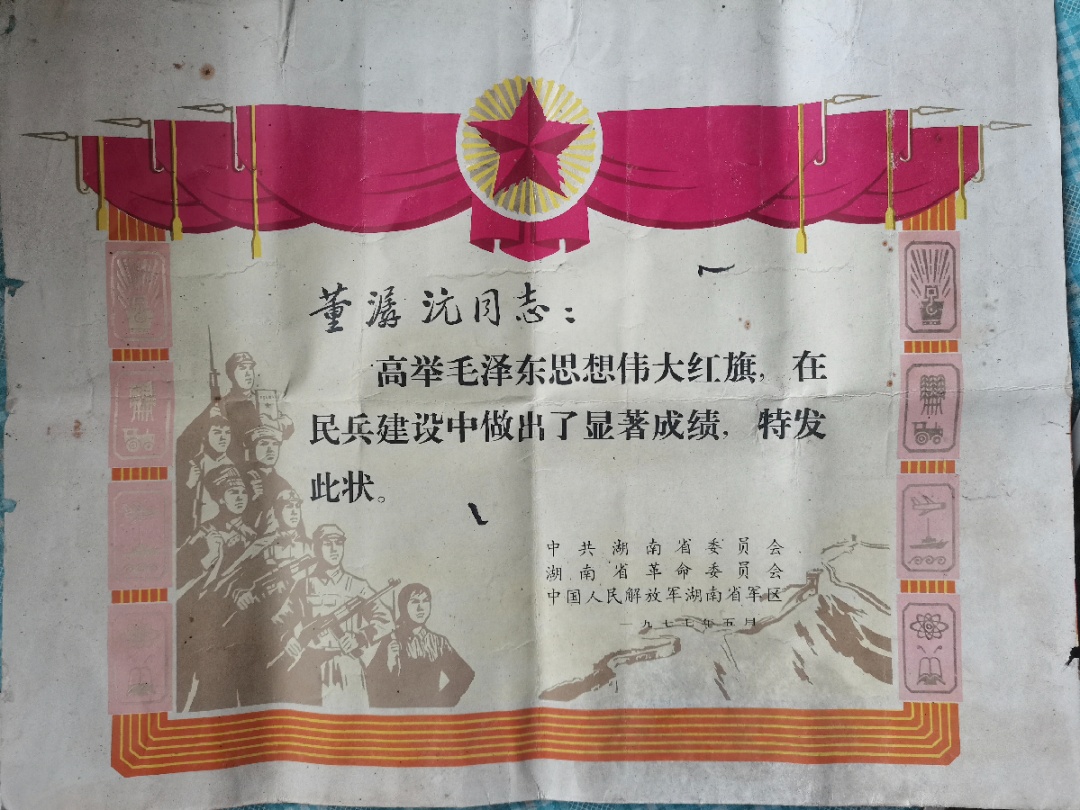 董潺沅同志：
高举毛泽东思想伟大红旗，在
民兵建设中做出了显著成绩，特发
此状。
中共湖南省委员会
湖南省革命委员会
中国人民解放军湖南省军区
一九七七年五月